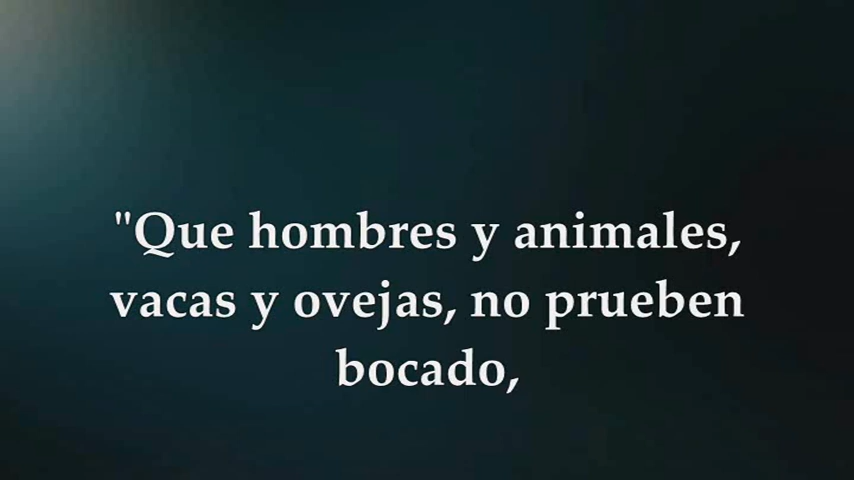 "Que hombres y animales,
vacas y ovejas, no prueben
bocado,